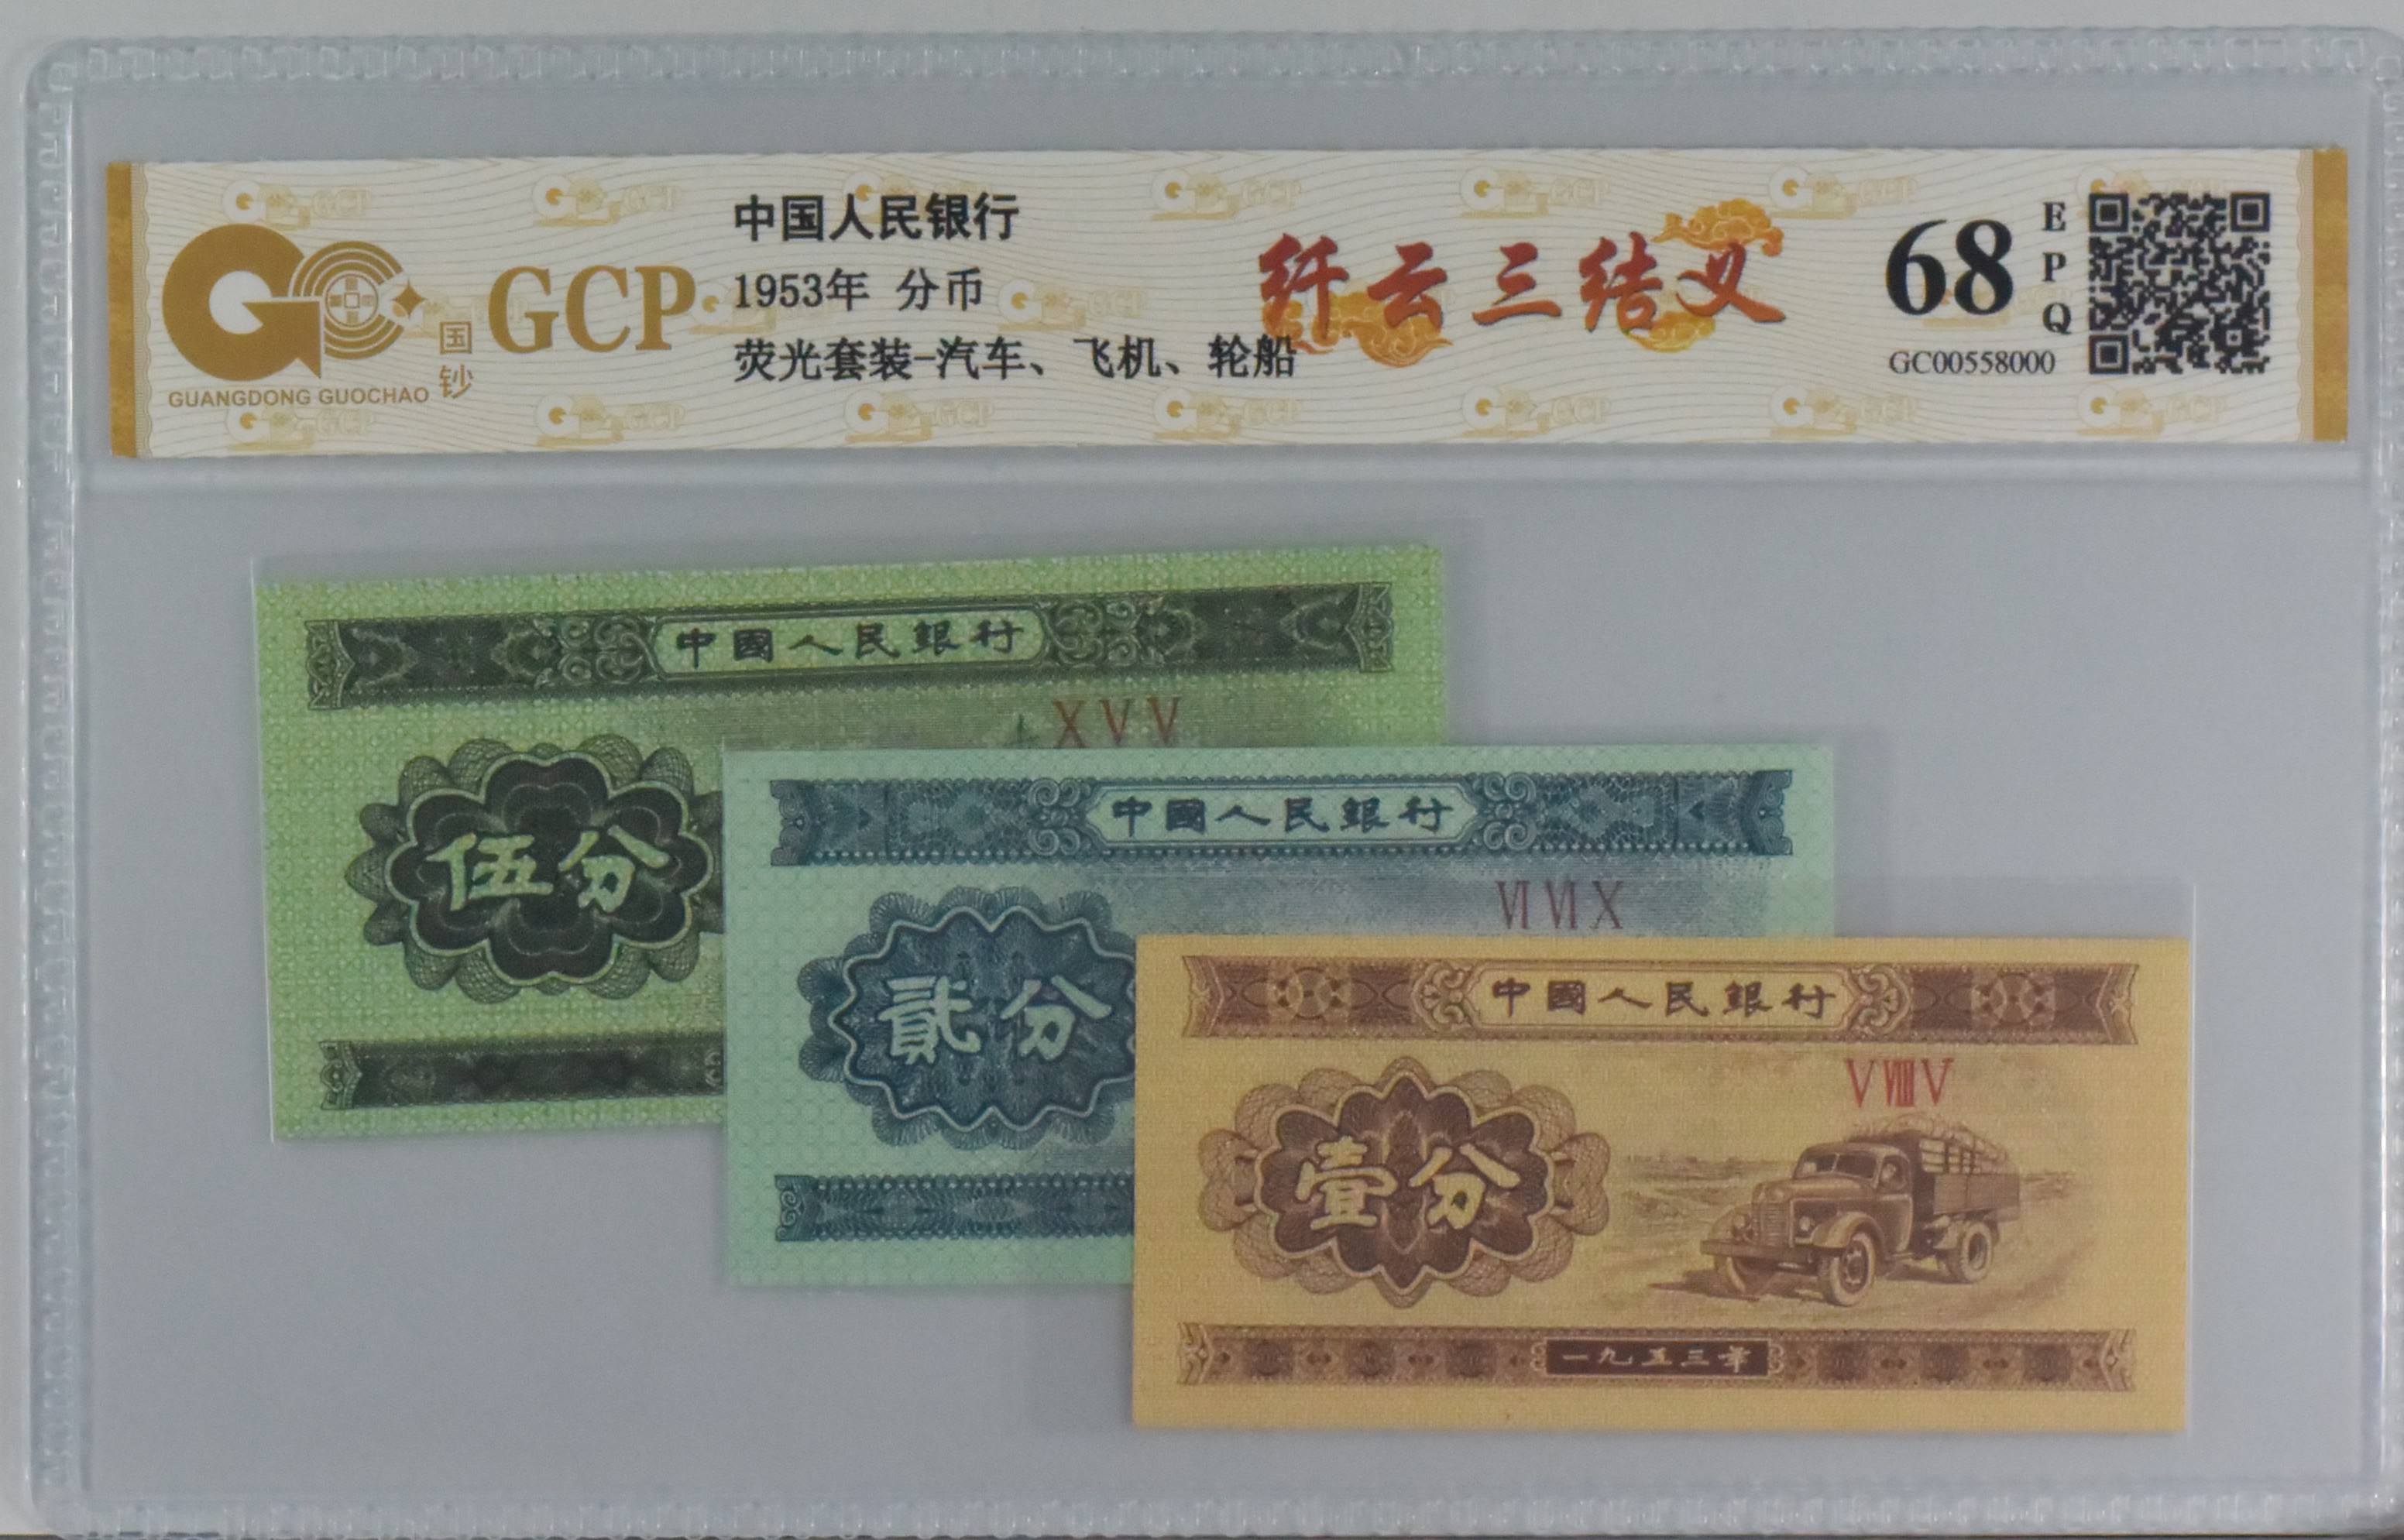 中国人民银行
1953年 分币
荧光套装-汽车、飞机、轮船
GCP
国钞
GUANGDONG GUOCHAO
纤云三结义
68
EPQ
GC00558000
中國人民銀行
XVV
伍分
中國人民銀行
VI VI X
貳分
中國人民銀行
V VIII V
壹分
一九五三年